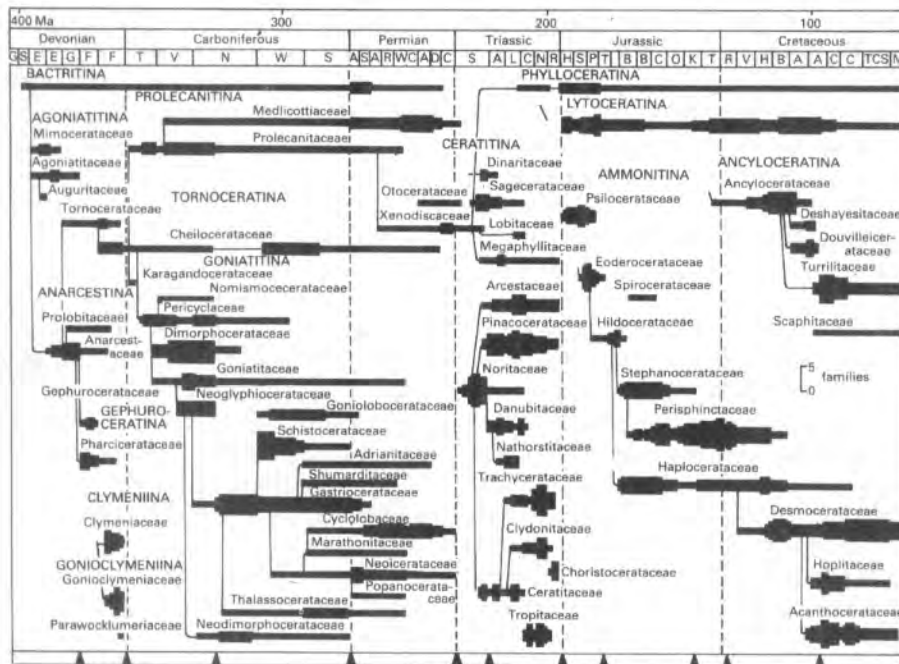 400 Ma 300 200 100
Devonian Carboniferous Permian Triassic Jurassic Cretaceous
G S E E G F F T V N W S A S A R W C A D C S A L C N R H S P T B B C O K T R V H B A A C C T C S M
BACTRITINA
PHYLLOCERATINA
PROLECANITINA
LYTOCERATINA
Medlicottiaceae
AGONIATITINA
Mimocerataceae
Prolecanitaceae
CERATITINA
Agoniatitaceae
Dinaritaceae
AMMONITINA
ANCYLOCERATINA
Auguritaceae
Otocerataceae
Sagecerataceae
Ancylocerataceae
TORNOCERATINA
Psilocerataceae
Tornocerataceae
Xenodiscaceae
Lobitaceae
Deshayesitaceae
Cheilocerataceae
Megaphyllitaceae
Douvilleicer-
ataceae
GONIATITINA
Eoderocerataceae
Turrilitaceae
Karagandocerataceae
Arcestaceae
Spirocerataceae
ANARCESTINA
Nomismocerataceae
Prolobitaceae
Pericyclaceae
Pinacocerataceae
Hildocerataceae
Scaphitaceae
Anarcest-
aceae
Dimorphocerataceae
Noritaceae
Goniatitaceae
Stephanocerataceae
5
0
families
Gephurocerataceae
Neoglyphiocerataceae
Danubitaceae
Perisphinctaceae
GEPHURO-
CERATINA
Goniolobocerataceae
Schistocerataceae
Nathorstitaceae
Pharcicerataceae
Adrianitaceae
Trachycerataceae
Haplocerataceae
Shumarditaceae
CLYMENIINA
Gastriocerataceae
Desmocerataceae
Clymeniaceae
Cyclolobaceae
Clydonitaceae
Marathonitaceae
GONIOCLYMENIINA
Neoicerataceae
Choristocerataceae
Hoplitaceae
Gonioclymeniaceae
Popanocerata-
ceae
Ceratitaceae
Parawocklumeriaceae
Thalassocerataceae
Tropitaceae
Acanthocerataceae
Neodimorphocerataceae